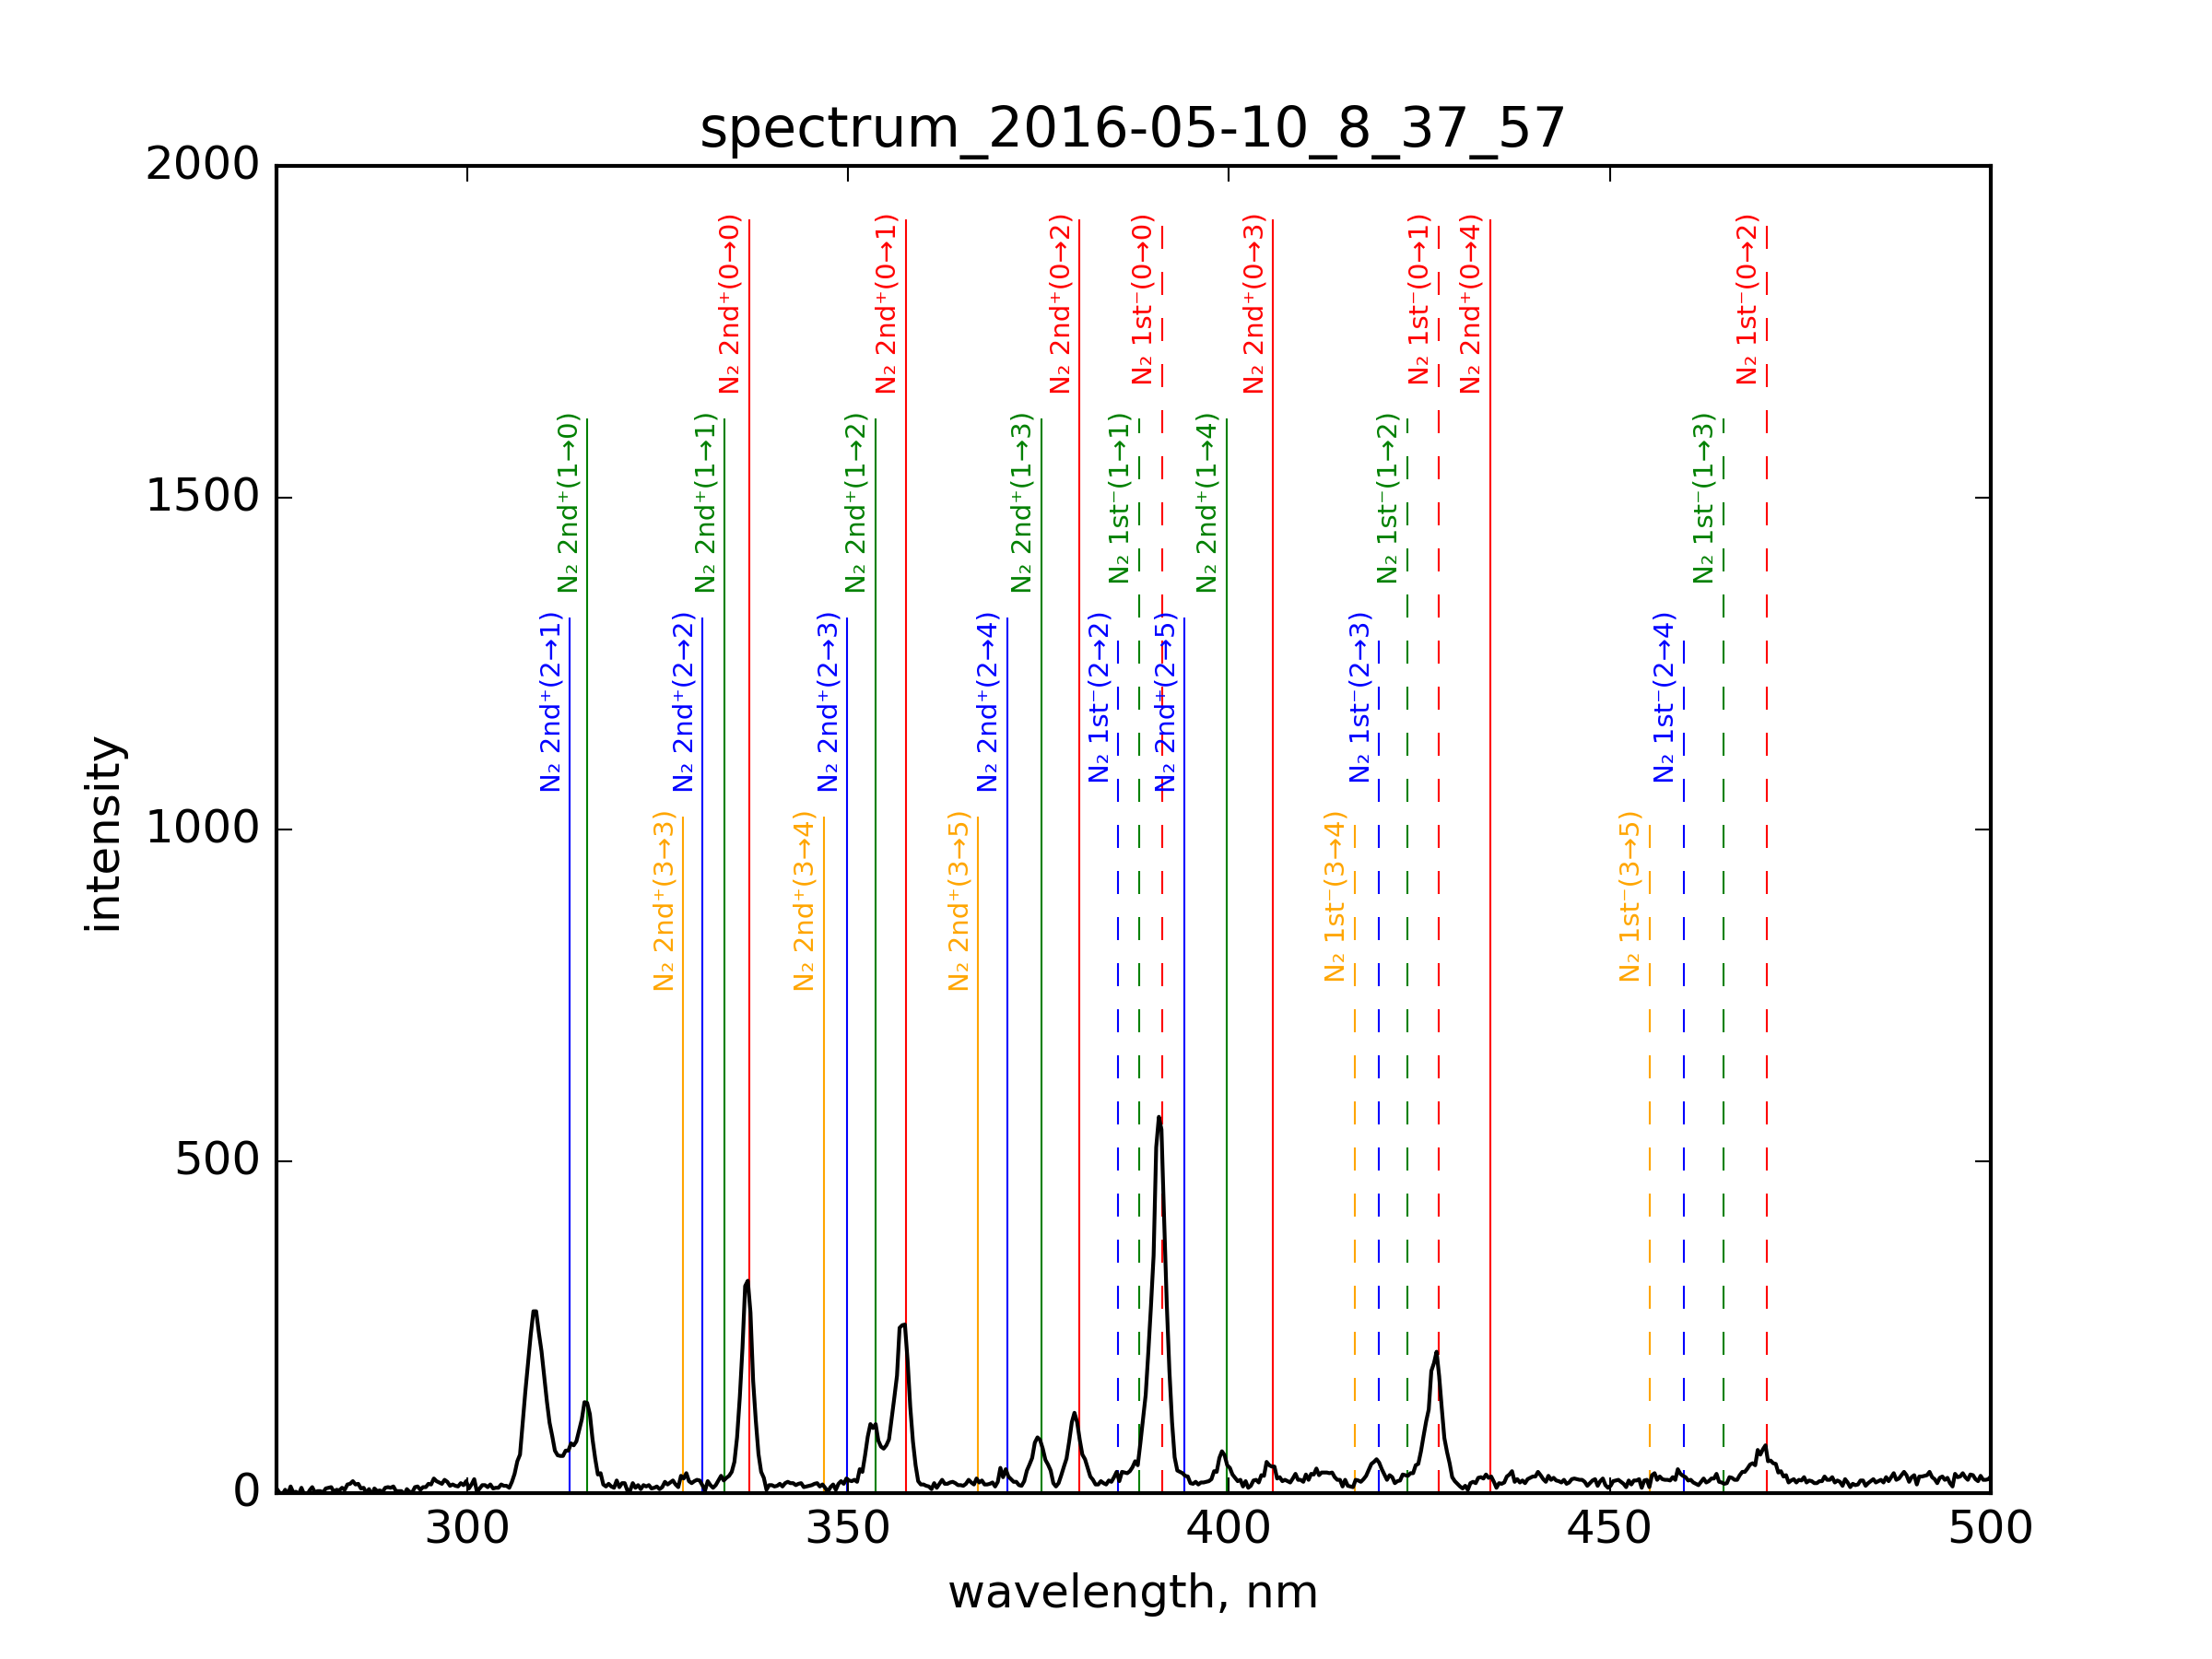 spectrum_2016-05-10_8_37_57
2000
1500
1000
500
0
intensity
N₂ 2nd⁺(0→0)
N₂ 2nd⁺(0→1)
N₂ 2nd⁺(0→2)
N₂ 1st⁻(0→0)
N₂ 2nd⁺(0→3)
N₂ 1st⁻(0→1)
N₂ 2nd⁺(0→4)
N₂ 1st⁻(0→2)
N₂ 2nd⁺(1→0)
N₂ 2nd⁺(1→1)
N₂ 2nd⁺(1→2)
N₂ 2nd⁺(1→3)
N₂ 1st⁻(1→1)
N₂ 2nd⁺(1→4)
N₂ 1st⁻(1→2)
N₂ 1st⁻(1→3)
N₂ 2nd⁺(2→1)
N₂ 2nd⁺(2→2)
N₂ 2nd⁺(2→3)
N₂ 2nd⁺(2→4)
N₂ 1st⁻(2→2)
N₂ 2nd⁺(2→5)
N₂ 1st⁻(2→3)
N₂ 1st⁻(2→4)
N₂ 2nd⁺(3→3)
N₂ 2nd⁺(3→4)
N₂ 2nd⁺(3→5)
N₂ 1st⁻(3→4)
N₂ 1st⁻(3→5)
300
350
400
450
500
wavelength, nm